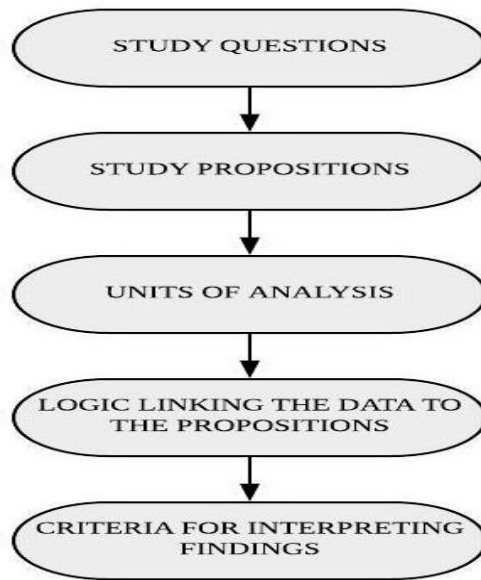 STUDY QUESTIONS
STUDY PROPOSITIONS
UNITS OF ANALYSIS
LOGIC LINKING THE DATA TO
THE PROPOSITIONS
CRITERIA FOR INTERPRETING
FINDINGS